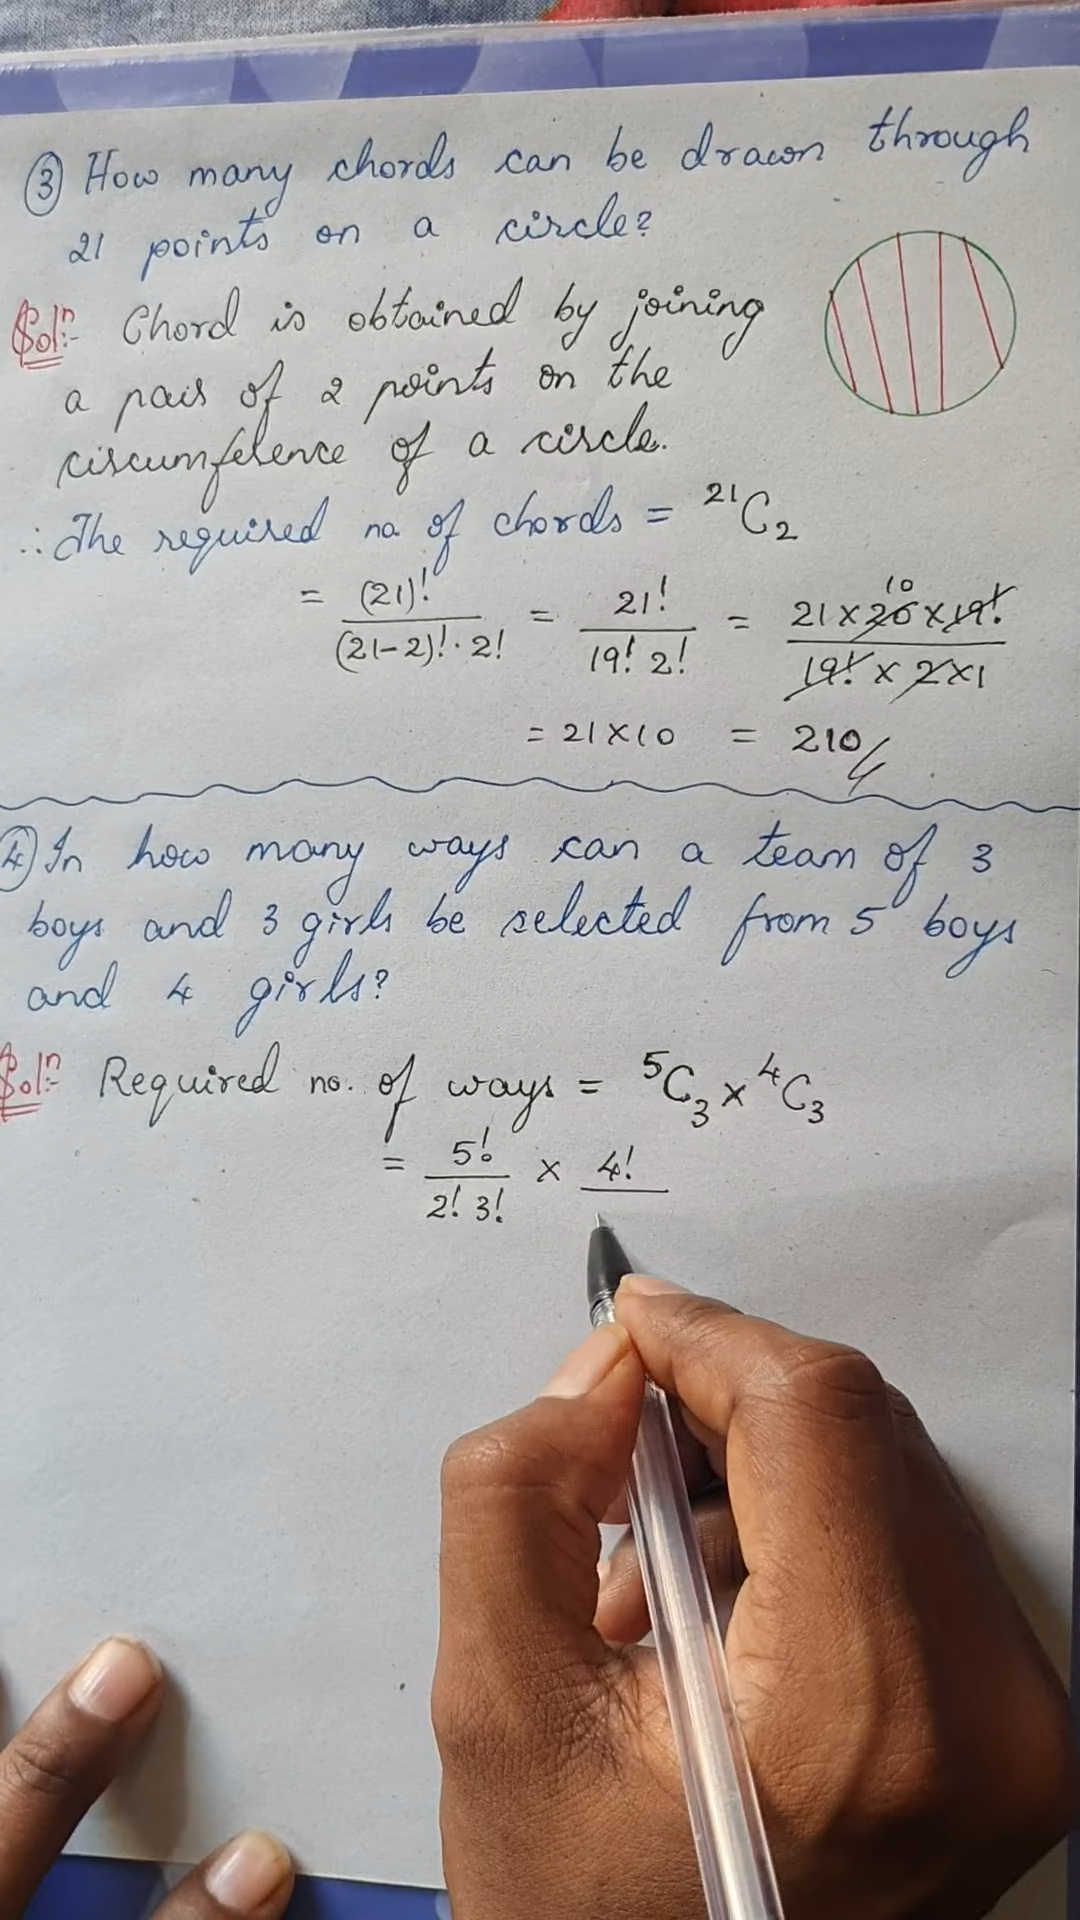 ③ How many chords can be drawn through
21 points on a circle?
Solⁿ:- Chord is obtained by joining
a pair of 2 points on the
circumference of a circle.
∴ The required no. of chords = ²¹C₂
= (21)! / (21-2)! · 2! = 21! / 19! 2! = 21 × 20 × 19! / 19! × 2 × 1
10
= 21 × 10 = 210 //
④ In how many ways can a team of 3
boys and 3 girls be selected from 5 boys
and 4 girls?
Solⁿ:- Required no. of ways = ⁵C₃ × ⁴C₃
= 5! / 2! 3! × 4! /